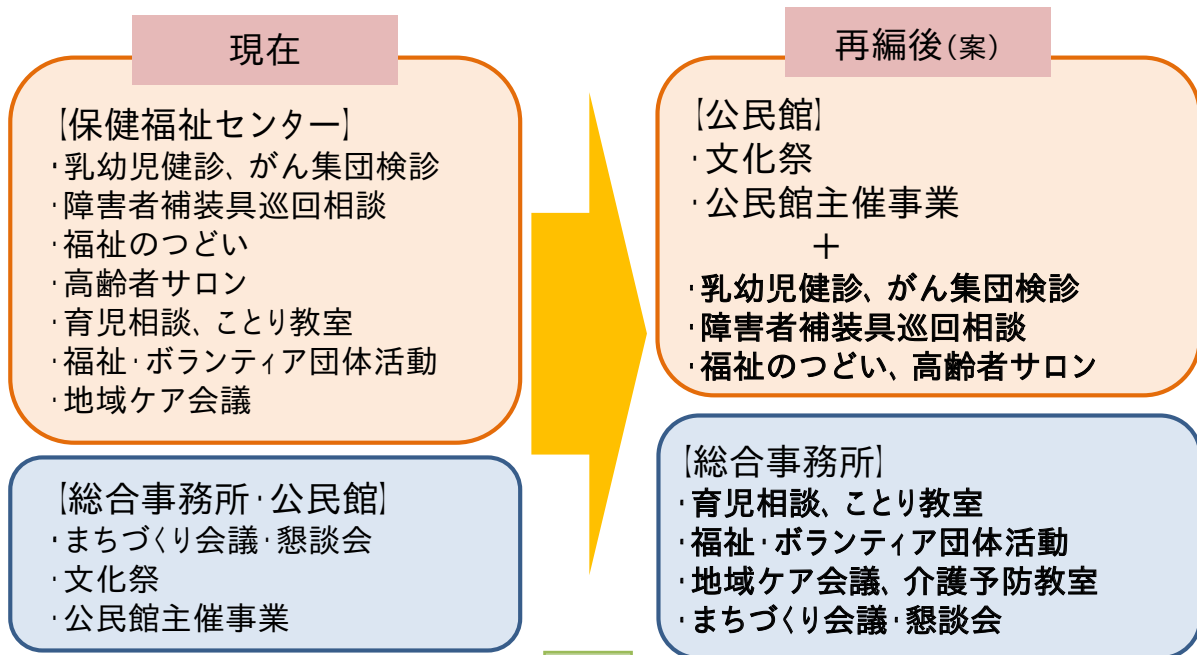 現在
【保健福祉センター】
・乳幼児健診、がん集団検診
・障害者補装具巡回相談
・福祉のつどい
・高齢者サロン
・育児相談、ことり教室
・福祉・ボランティア団体活動
・地域ケア会議
【総合事務所・公民館】
・まちづくり会議・懇談会
・文化祭
・公民館主催事業
再編後(案)
【公民館】
・文化祭
・公民館主催事業
＋
・乳幼児健診、がん集団検診
・障害者補装具巡回相談
・福祉のつどい、高齢者サロン
【総合事務所】
・育児相談、ことり教室
・福祉・ボランティア団体活動
・地域ケア会議、介護予防教室
・まちづくり会議・懇談会